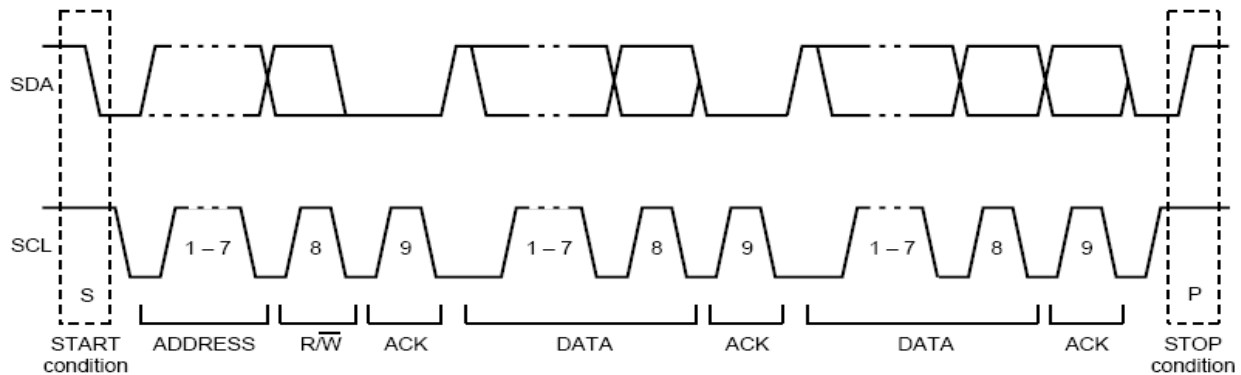 SDA
SCL
1 – 7 8 9 1 – 7 8 9 1 – 7 8 9
S P
START condition ADDRESS R/W̅ ACK DATA ACK DATA ACK STOP condition